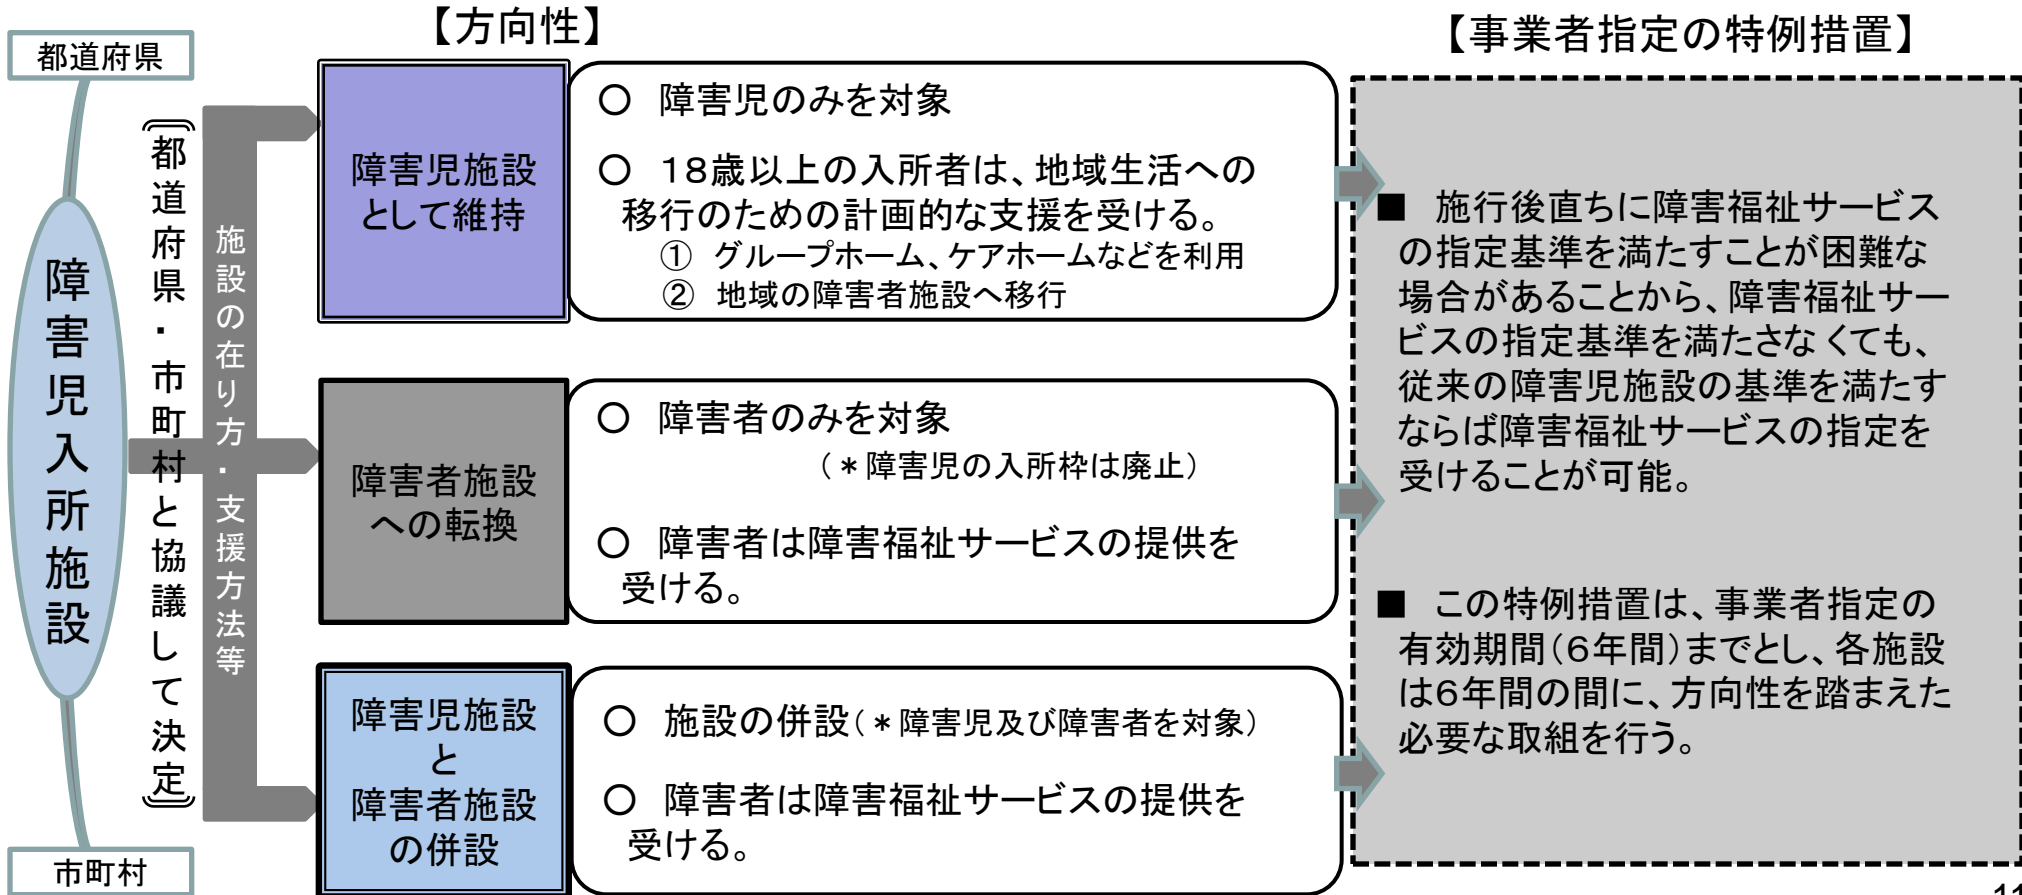 【方向性】
【事業者指定の特例措置】
都道府県
障害児入所施設
市町村
（都道府県・市町村と協議して決定）
施設の在り方・支援方法等
障害児施設
として維持
○　障害児のみを対象
○　１８歳以上の入所者は、地域生活への
移行のための計画的な支援を受ける。
①　グループホーム、ケアホームなどを利用
②　地域の障害者施設へ移行
障害者施設
への転換
○　障害者のみを対象
（＊障害児の入所枠は廃止）
○　障害者は障害福祉サービスの提供を
受ける。
障害児施設
と
障害者施設
の併設
○　施設の併設（＊障害児及び障害者を対象）
○　障害者は障害福祉サービスの提供を
受ける。
■　施行後直ちに障害福祉サービス
の指定基準を満たすことが困難な
場合があることから、障害福祉サー
ビスの指定基準を満たさなくても、
従来の障害児施設の基準を満たす
ならば障害福祉サービスの指定を
受けることが可能。
■　この特例措置は、事業者指定の
有効期間（６年間）までとし、各施設
は６年間の間に、方向性を踏まえた
必要な取組を行う。
11